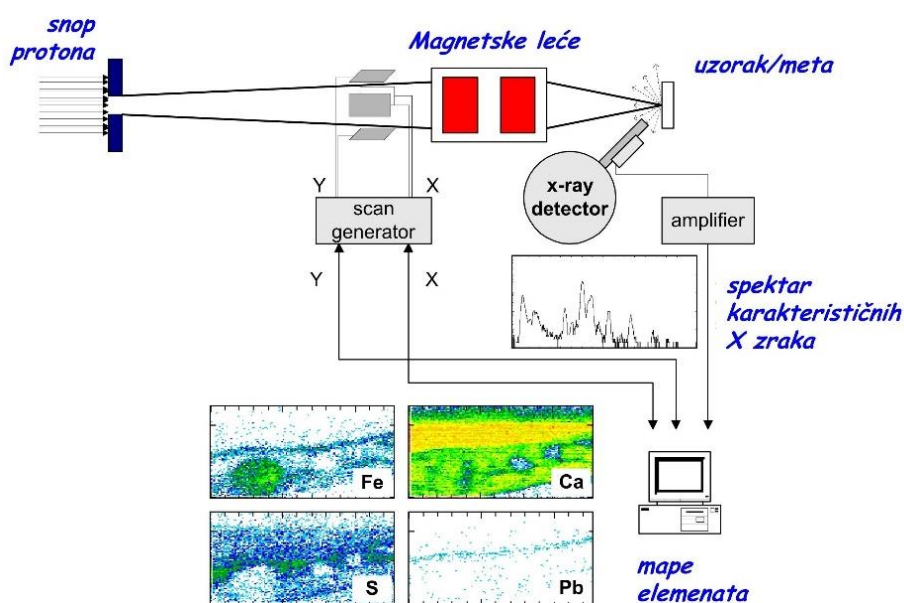 snop
protona
Magnetske leće
uzorak/meta
Y
X
scan
generator
x-ray
detector
amplifier
Y
X
spektar
karakterističnih
X zraka
Fe
Ca
S
Pb
mape
elemenata